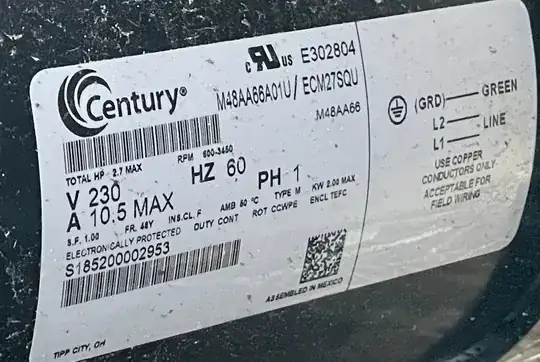 c RU US E302804
Century®
M48AA66A01U / ECM27SQU
M48AA66
TOTAL HP 2.7 MAX RPM 600-3450
V 230 HZ 60 PH 1
A 10.5 MAX
S.F. 1.00 FR. 48Y INS.CL.F AMB 50 °C TYPE M KW 2.00 MAX
ELECTRONICALLY PROTECTED DUTY CONT ROT CCWPE ENCL TEFC
S185200002953
ASSEMBLED IN MEXICO
TIPP CITY, OH
(GRD) GREEN
L2
LINE
L1
USE COPPER
CONDUCTORS ONLY
ACCEPTABLE FOR
FIELD WIRING